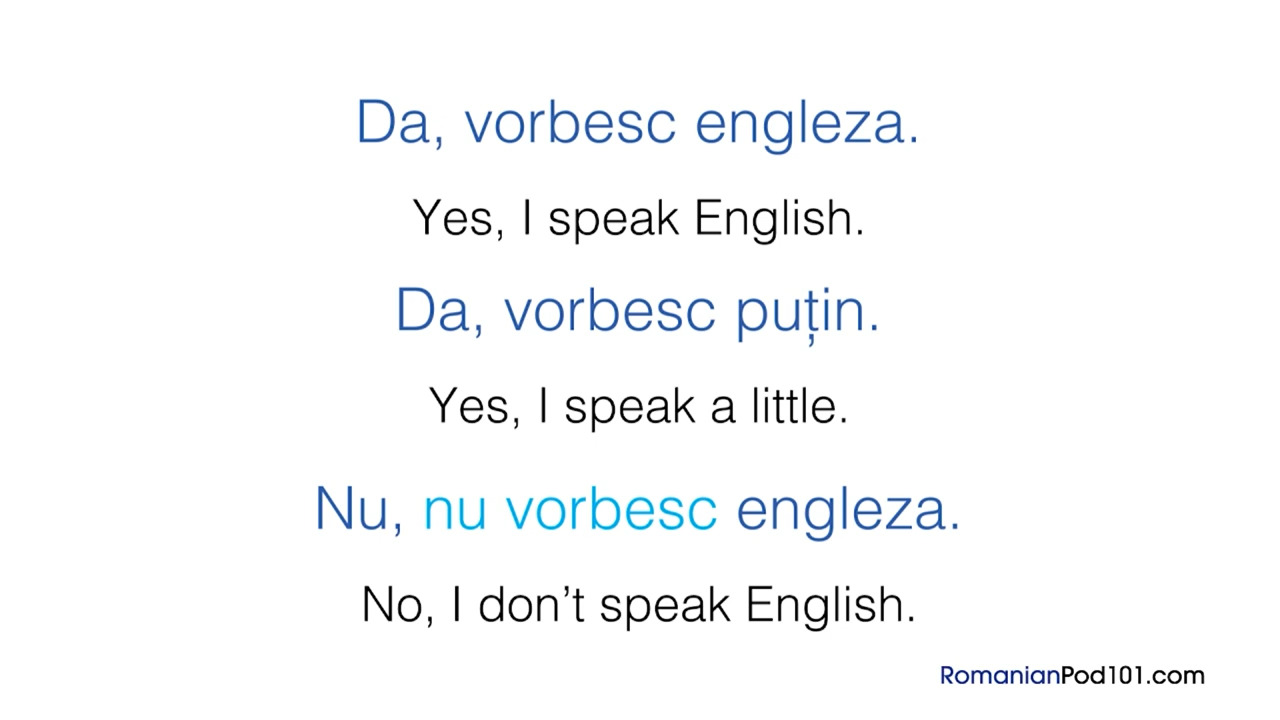 Da, vorbesc engleza.
Yes, I speak English.
Da, vorbesc puțin.
Yes, I speak a little.
Nu, nu vorbesc engleza.
No, I don’t speak English.
RomanianPod101.com